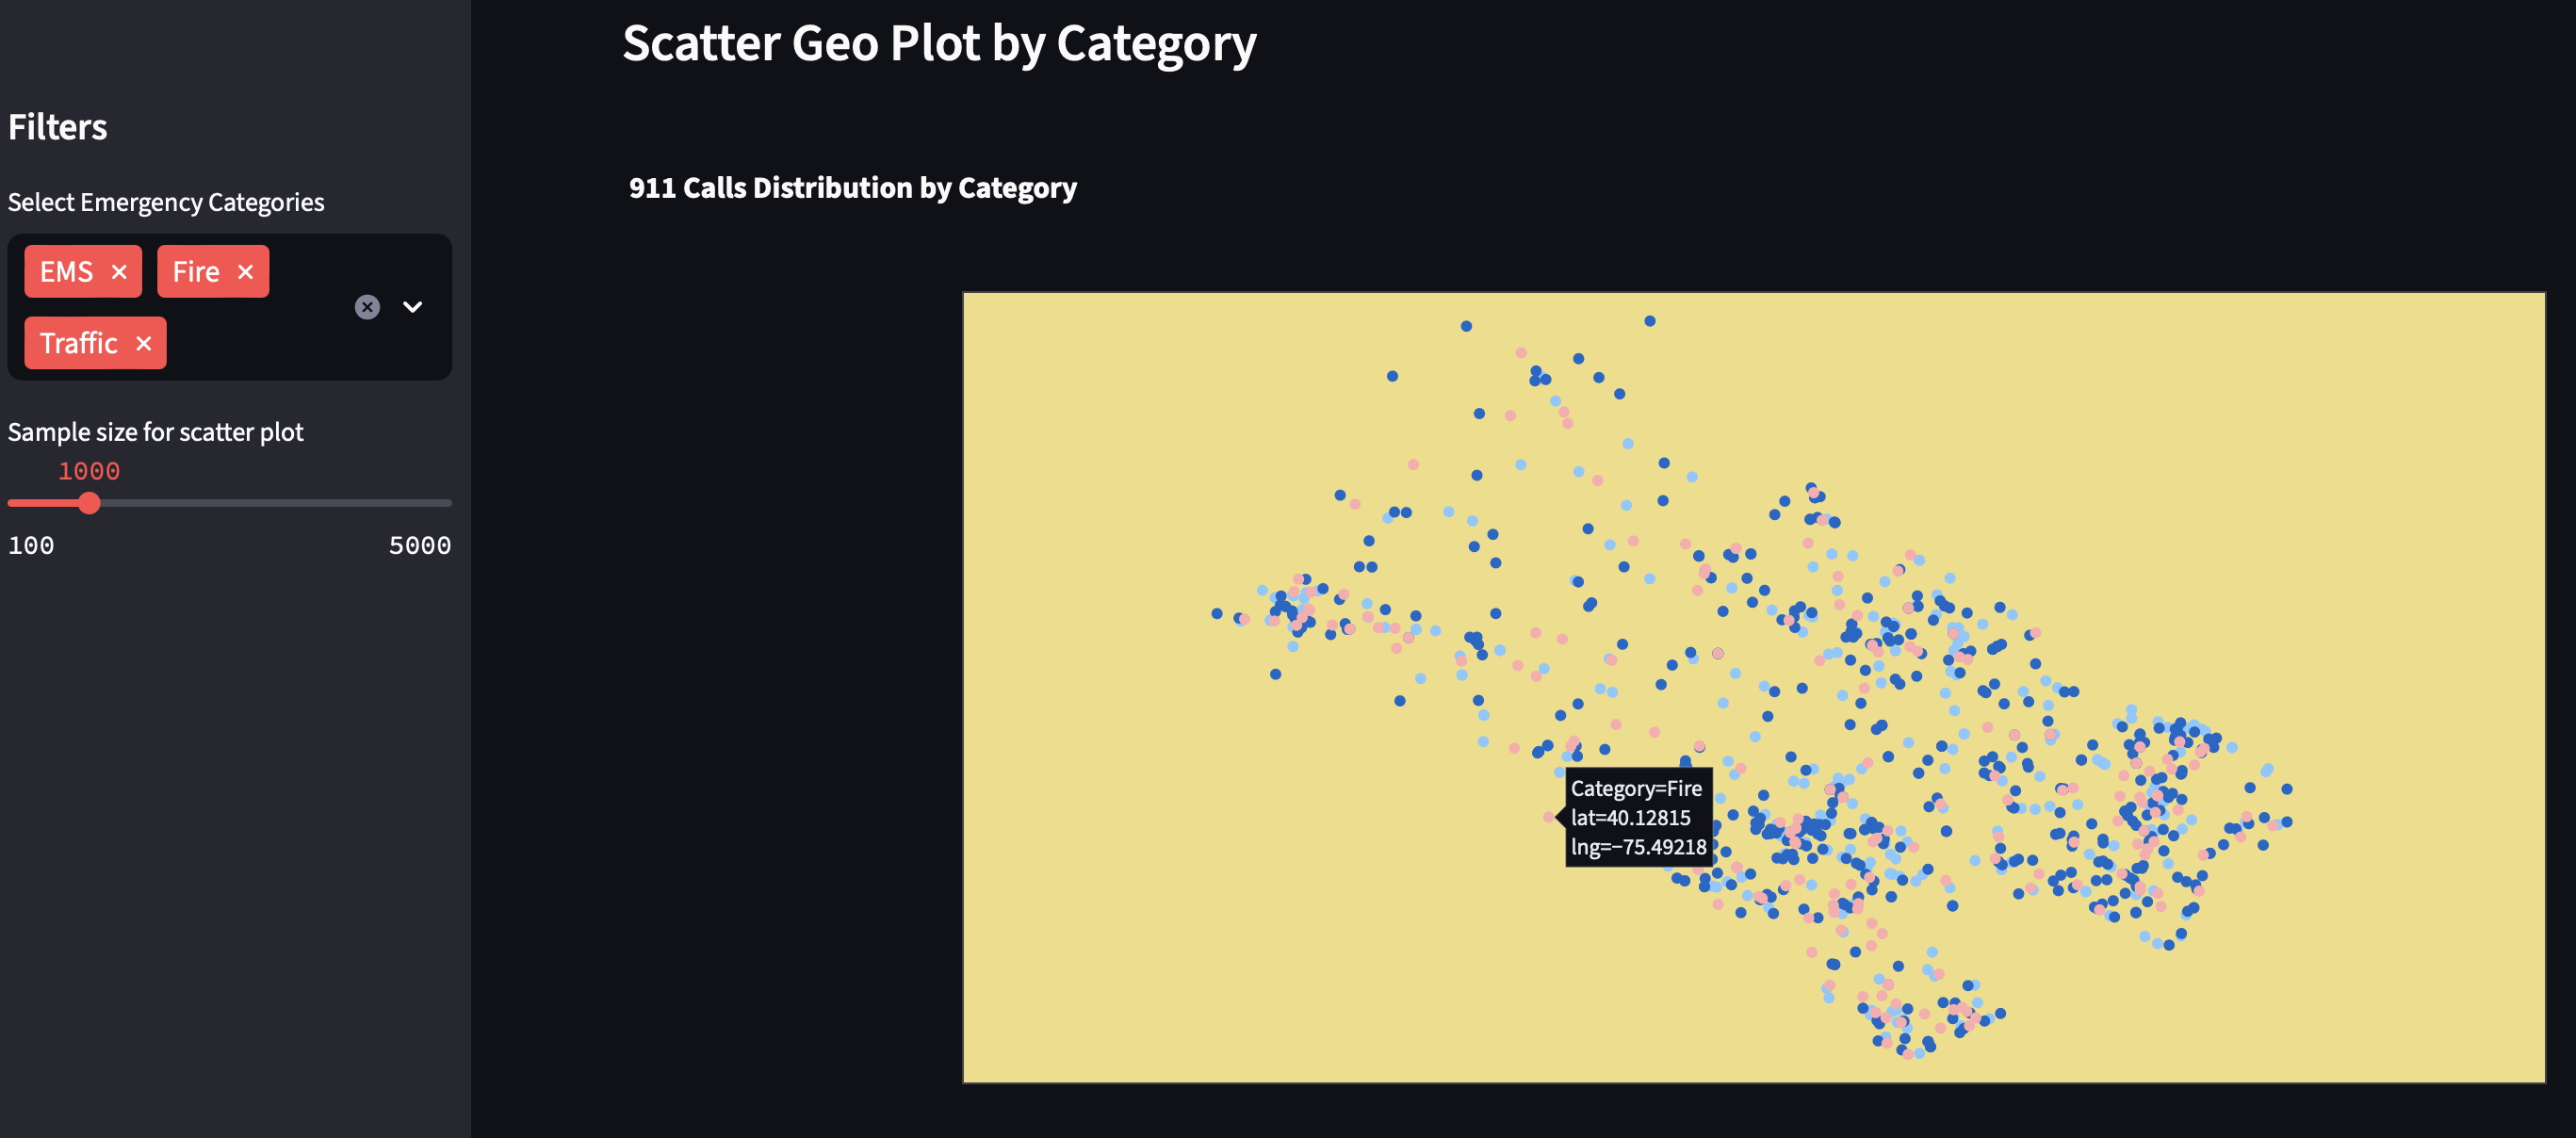 Scatter Geo Plot by Category
Filters
911 Calls Distribution by Category
Select Emergency Categories
EMS
Fire
Traffic
Sample size for scatter plot
1000
100
5000
Category=Fire
lat=40.12815
lng=−75.49218